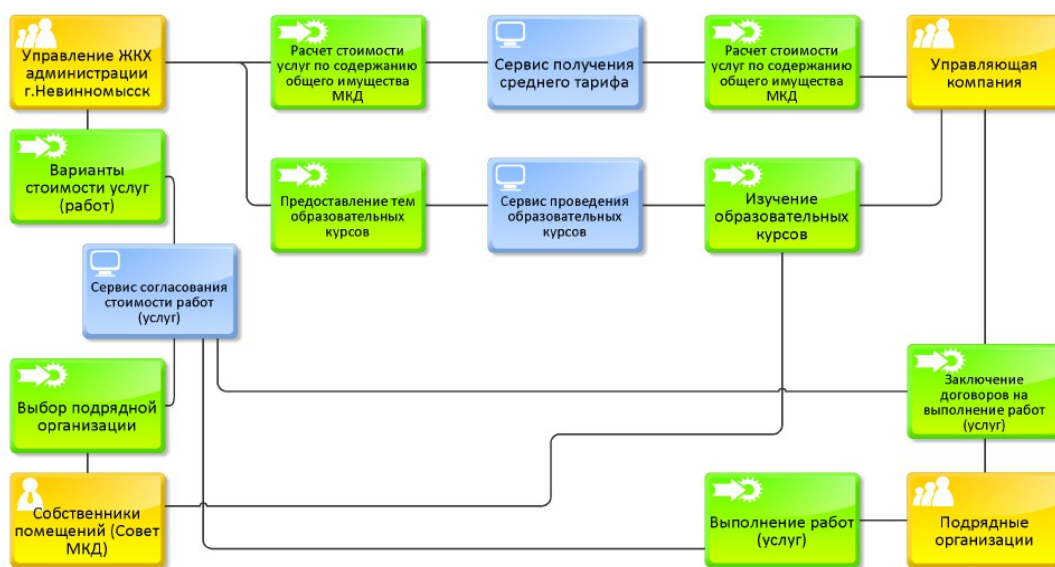 Управление ЖКХ
администрации
г.Невинномысск
Расчет стоимости
услуг по содержанию
общего имущества
МКД
Сервис получения
среднего тарифа
Расчет стоимости
услуг по содержанию
общего имущества
МКД
Управляющая
компания
Варианты
стоимости услуг
(работ)
Предоставление тем
образовательных
курсов
Сервис проведения
образовательных
курсов
Изучение
образовательных
курсов
Сервис согласования
стоимости работ
(услуг)
Выбор подрядной
организации
Заключение
договоров на
выполнение работ
(услуг)
Собственники
помещений (Совет
МКД)
Выполнение работ
(услуг)
Подрядные
организации